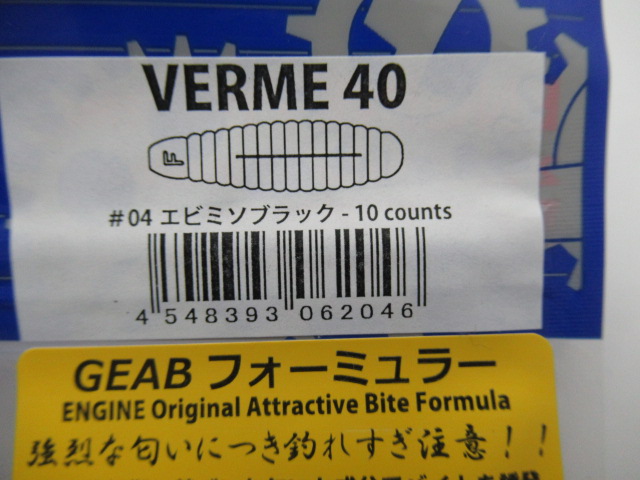 VERME 40
F
#04 エビミソブラック - 10 counts
4 548393 062046
GEAB フォーミュラー
ENGINE Original Attractive Bite Formula
強烈な匂いにつき釣れすぎ注意!!